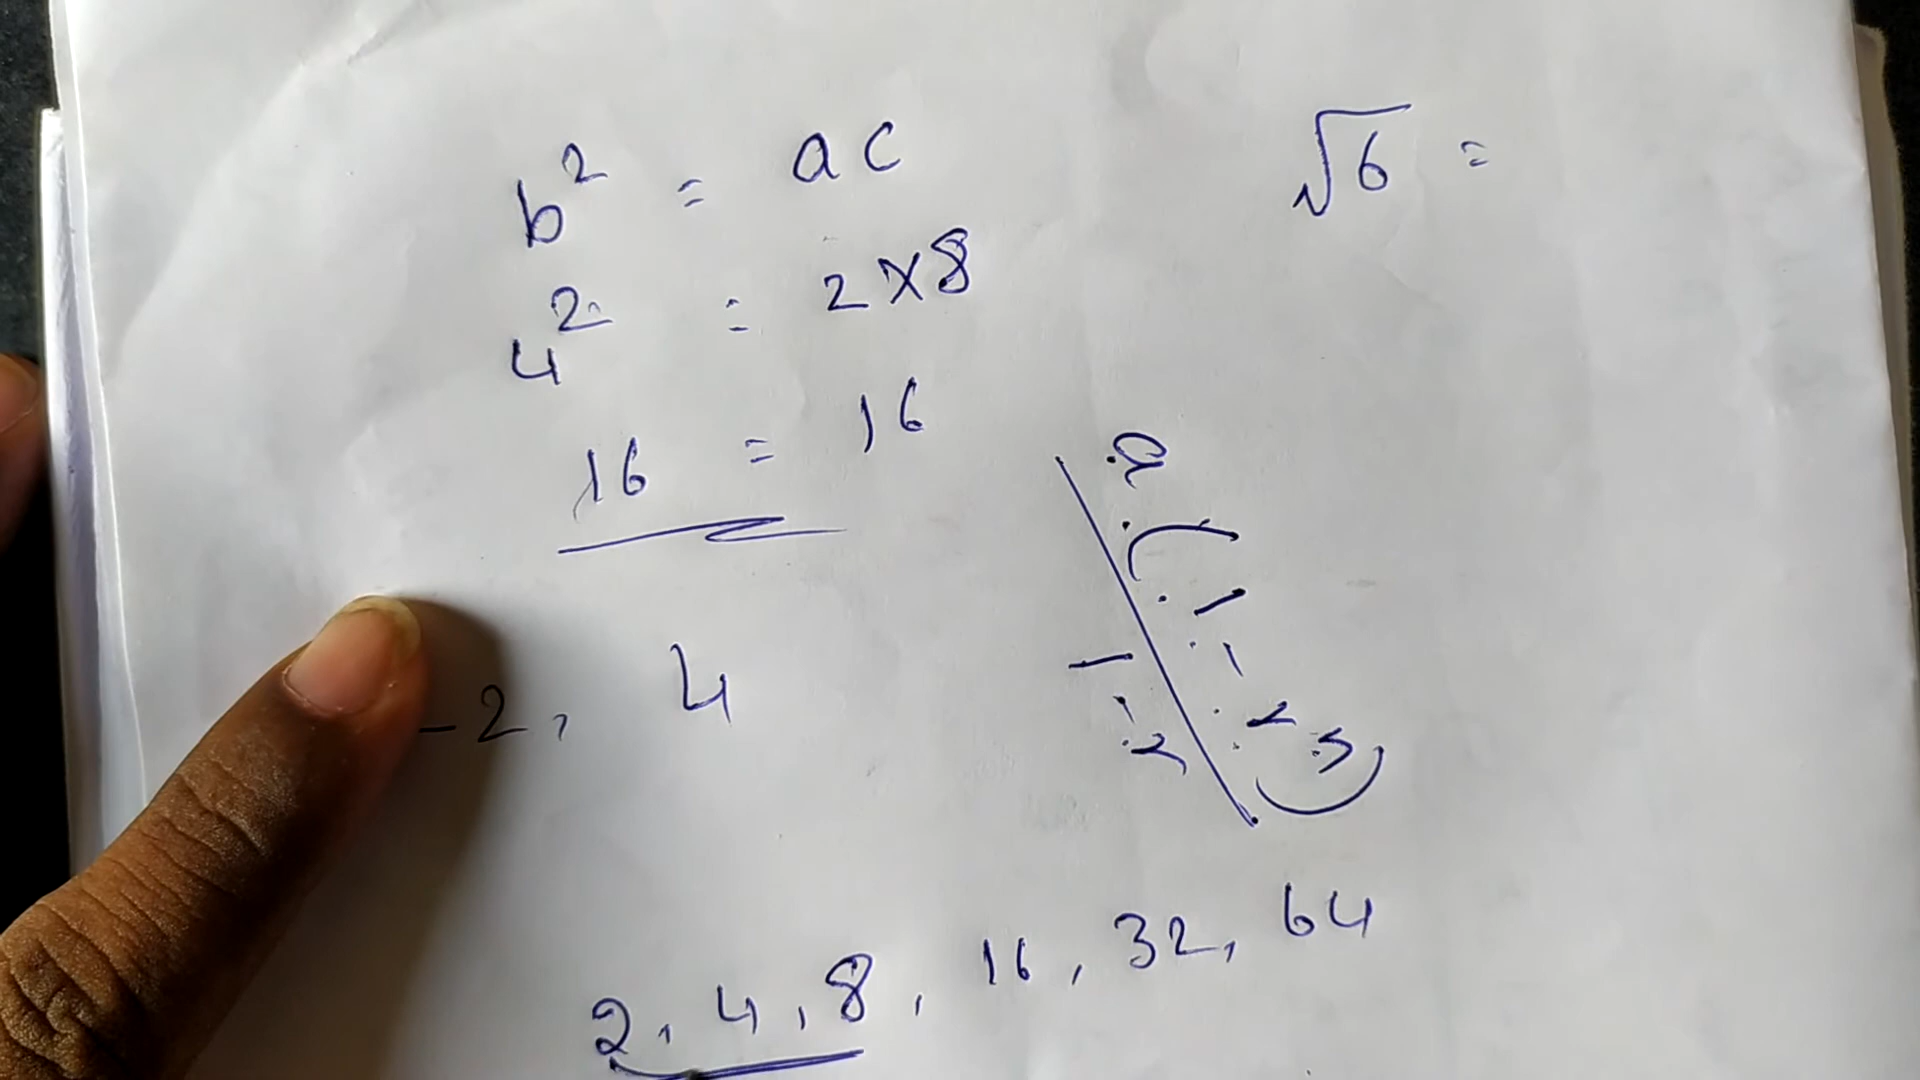 b² = ac
√6 =
4² = 2×8
16 = 16
-2, 4
2, 4, 8, 16, 32, 64